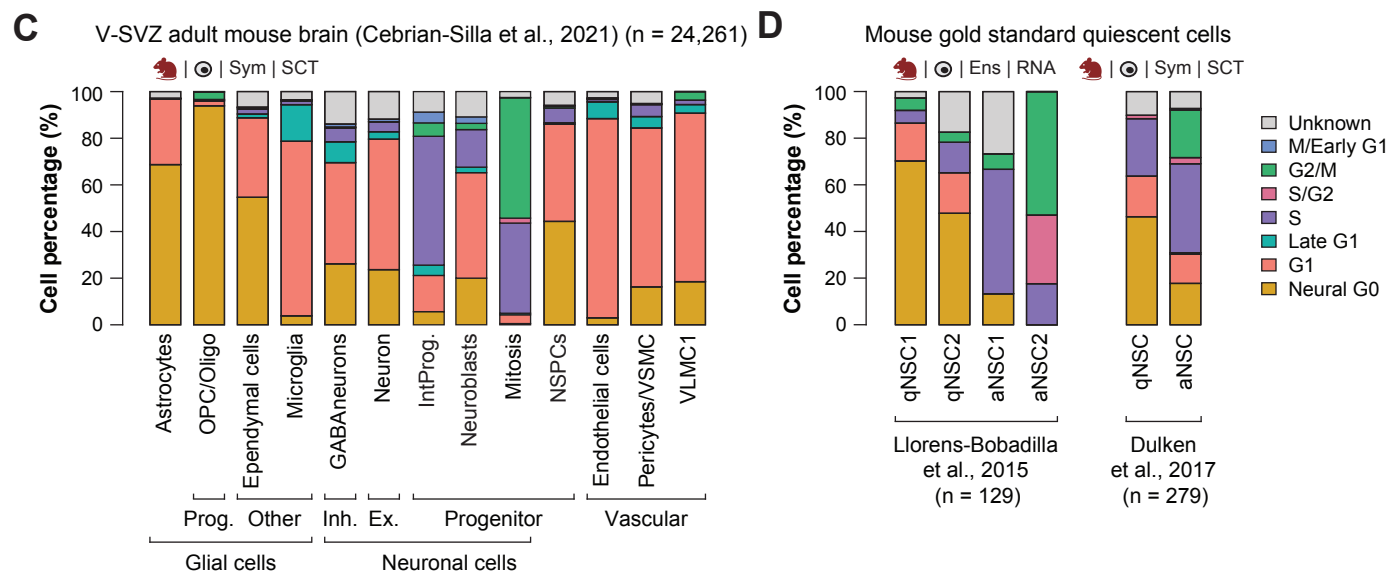 C
V-SVZ adult mouse brain (Cebrian-Silla et al., 2021) (n = 24,261)
| | Sym | SCT
Cell percentage (%)
100
80
60
40
20
0
Astrocytes
OPC/Oligo
Ependymal cells
Microglia
GABAneurons
Neuron
IntProg.
Neuroblasts
Mitosis
NSPCs
Endothelial cells
Pericytes/VSMC
VLMC1
Prog. Other Inh. Ex. Progenitor Vascular
Glial cells Neuronal cells
D
Mouse gold standard quiescent cells
| | Ens | RNA | | Sym | SCT
Cell percentage (%)
100
80
60
40
20
0
qNSC1
qNSC2
aNSC1
aNSC2
qNSC
aNSC
Llorens-Bobadilla
et al., 2015
(n = 129)
Dulken
et al., 2017
(n = 279)
Unknown
M/Early G1
G2/M
S/G2
S
Late G1
G1
Neural G0